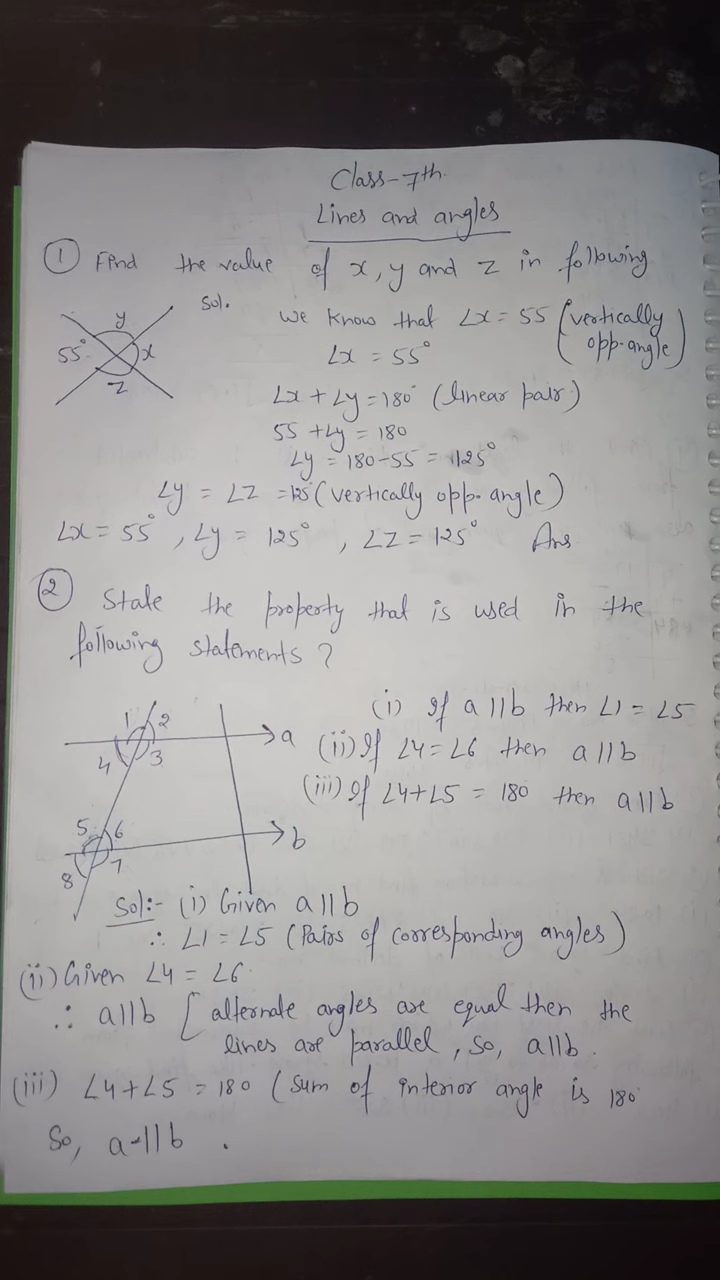 Class-7th
Lines and angles
① Find the value of x, y and z in following
Sol. we know that ∠x = 55 (vertically opp. angle)
y
55° x
z
∠x = 55°
∠x + ∠y = 180° (linear pair)
55 + ∠y = 180
∠y = 180-55 = 125°
∠y = ∠z = 125° (vertically opp. angle)
∠x = 55°, ∠y = 125°, ∠z = 125° Ans
② State the property that is used in the
following statements?
(i) If a || b then ∠1 = ∠5
(ii) If ∠4 = ∠6 then a || b
(iii) If ∠4+∠5 = 180 then a || b
1 2
a
4 3
5 6
b
8 7
Sol:- (i) Given a || b
∴ ∠1 = ∠5 (Pairs of corresponding angles)
(ii) Given ∠4 = ∠6
∴ a || b [alternate angles are equal then the
lines are parallel, So, a || b.
(iii) ∠4+∠5 = 180 (Sum of interior angle is 180°
So, a || b.